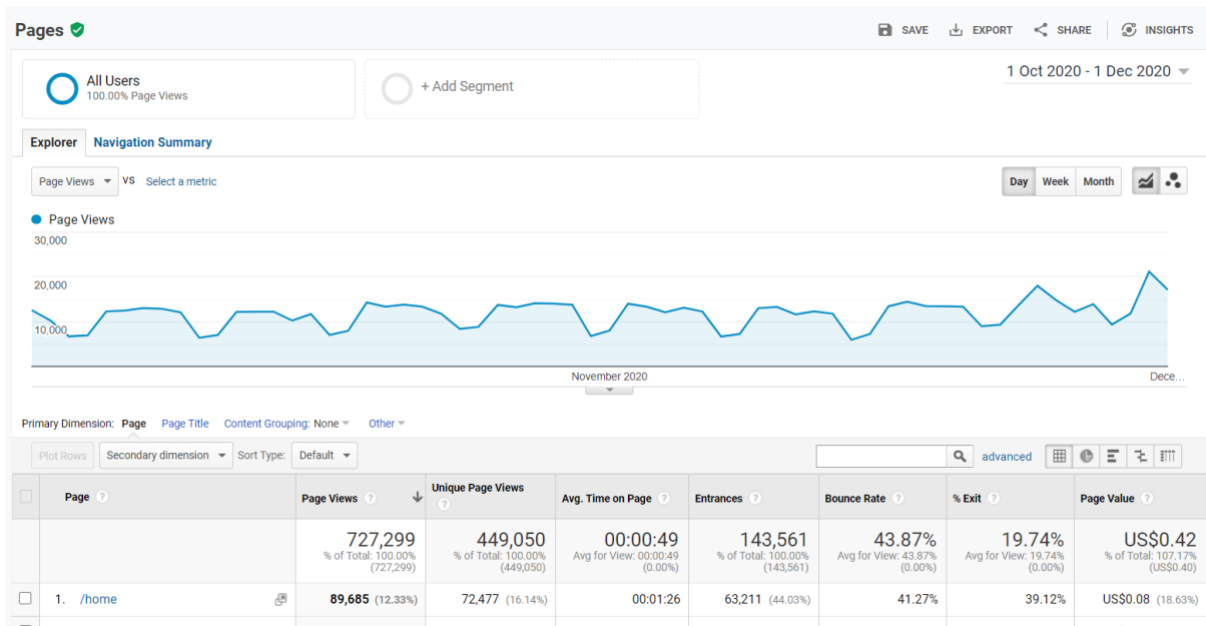 Pages
SAVE EXPORT SHARE INSIGHTS
All Users
100.00% Page Views
+ Add Segment
1 Oct 2020 - 1 Dec 2020
Explorer Navigation Summary
Page Views VS Select a metric
Day Week Month
Page Views
30,000
20,000
10,000
November 2020 Dece...
Primary Dimension: Page Page Title Content Grouping: None Other
Plot Rows Secondary dimension Sort Type: Default advanced
Page ? Page Views ? Unique Page Views ? Avg. Time on Page ? Entrances ? Bounce Rate ? % Exit ? Page Value ?
727,299 449,050 00:00:49 143,561 43.87% 19.74% US$0.42
% of Total: 100.00% % of Total: 100.00% Avg for View: 00:00:49 % of Total: 100.00% Avg for View: 43.87% Avg for View: 19.74% % of Total: 107.17%
(727,299) (449,050) (0.00%) (143,561) (0.00%) (0.00%) (US$0.40)
1. /home 89,685 (12.33%) 72,477 (16.14%) 00:01:26 63,211 (44.03%) 41.27% 39.12% US$0.08 (18.63%)